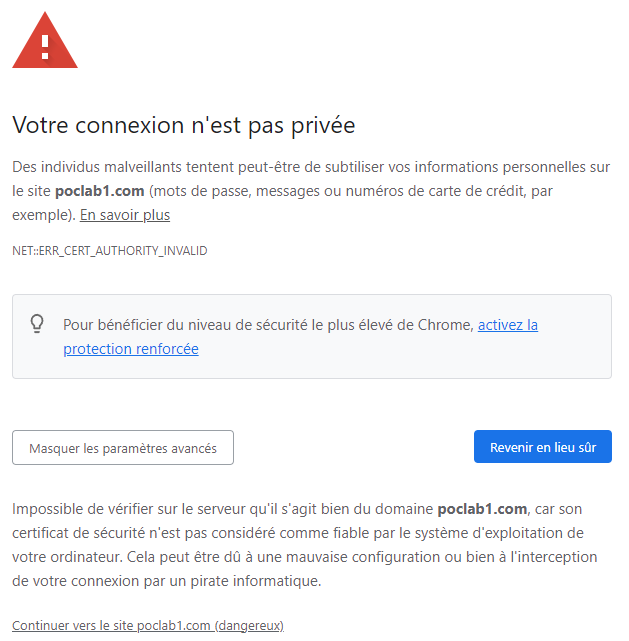 Votre connexion n'est pas privée
Des individus malveillants tentent peut-être de subtiliser vos informations personnelles sur
le site poclab1.com (mots de passe, messages ou numéros de carte de crédit, par
exemple). En savoir plus
NET::ERR_CERT_AUTHORITY_INVALID
Pour bénéficier du niveau de sécurité le plus élevé de Chrome, activez la
protection renforcée
Masquer les paramètres avancés
Revenir en lieu sûr
Impossible de vérifier sur le serveur qu'il s'agit bien du domaine poclab1.com, car son
certificat de sécurité n'est pas considéré comme fiable par le système d'exploitation de
votre ordinateur. Cela peut être dû à une mauvaise configuration ou bien à l'interception
de votre connexion par un pirate informatique.
Continuer vers le site poclab1.com (dangereux)